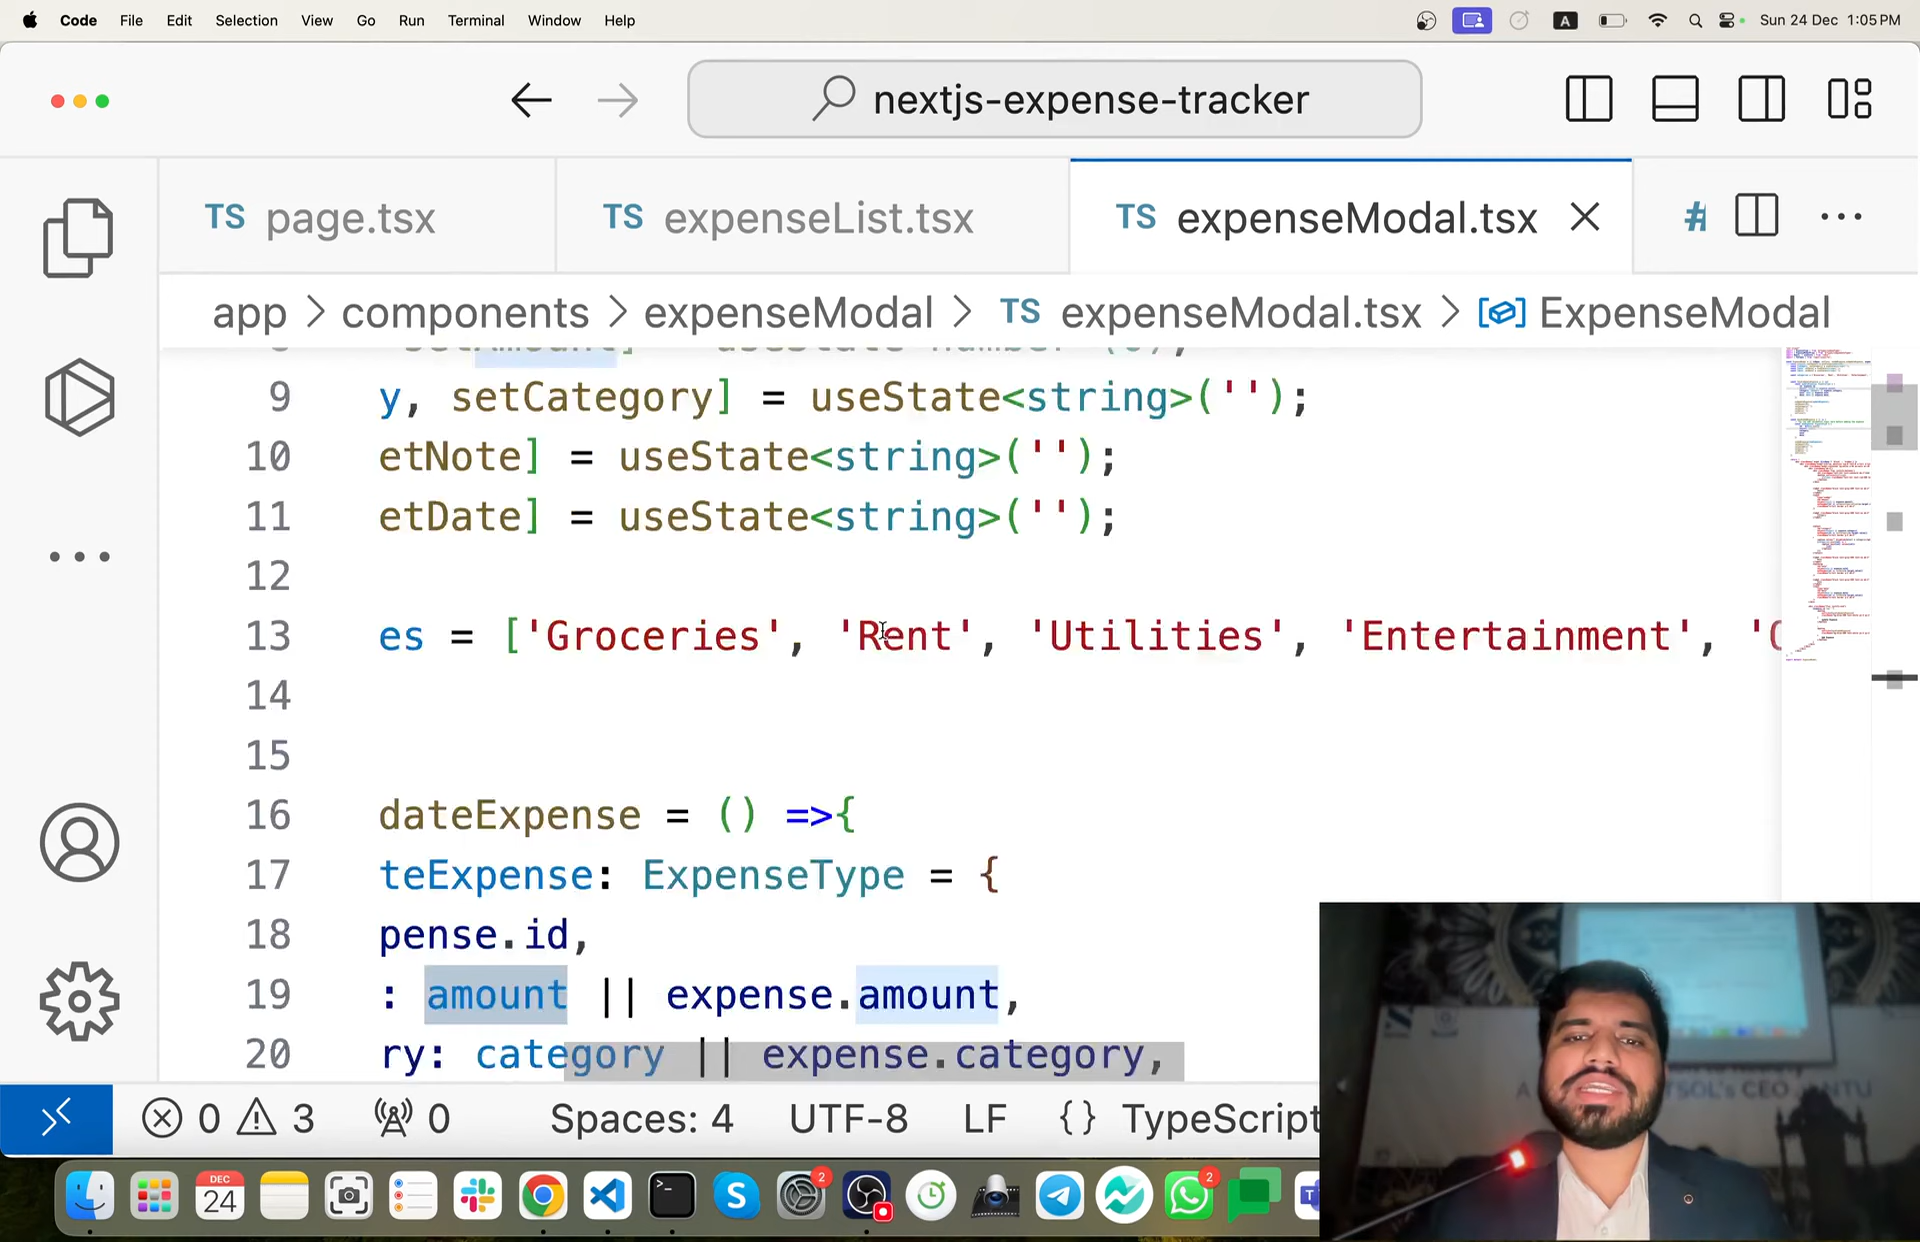 Code File Edit Selection View Go Run Terminal Window Help A Sun 24 Dec 1:05 PM
nextjs-expense-tracker
TS page.tsx TS expenseList.tsx TS expenseModal.tsx # ...
app > components > expenseModal > TS expenseModal.tsx > ExpenseModal
9 y, setCategory] = useState<string>('');
10 etNote] = useState<string>('');
11 etDate] = useState<string>('');
12
13 es = ['Groceries', 'Rent', 'Utilities', 'Entertainment', '
14
15
16 dateExpense = () =>{
17 teExpense: ExpenseType = {
18 pense.id,
19 : amount || expense.amount,
20 ry: category || expense.category,
0 3 0 Spaces: 4 UTF-8 LF {} TypeScript
DEC
24
>_
S
2
2
T